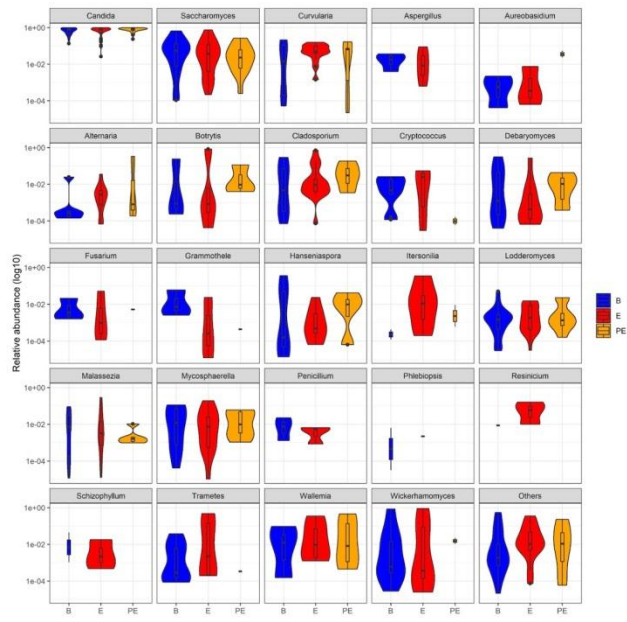 Candida Saccharomyces Curvularia Aspergillus Aureobasidium
1e+00
1e-02
1e-04
Alternaria Botrytis Cladosporium Cryptococcus Debaryomyces
1e+00
1e-02
1e-04
Relative abundance (log10)
Fusarium Grammothele Hanseniaspora Itersonilia Lodderomyces
1e+00
1e-02
1e-04
B
E
PE
Malassezia Mycosphaerella Penicillium Phlebiopsis Resinicium
1e+00
1e-02
1e-04
Schizophyllum Trametes Wallemia Wickerhamomyces Others
1e+00
1e-02
1e-04
B E PE B E PE B E PE B E PE B E PE